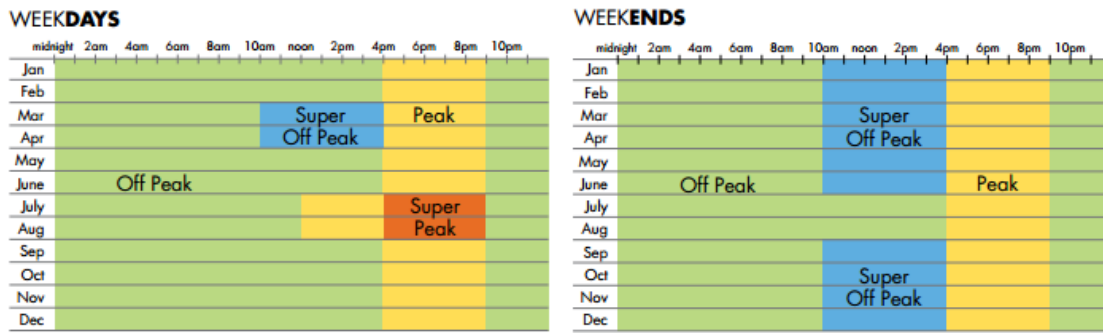 WEEKDAYS
midnight 2am 4am 6am 8am 10am noon 2pm 4pm 6pm 8pm 10pm
Jan
Feb
Mar Super Peak
Apr Off Peak
May
June Off Peak
July Super
Aug Peak
Sep
Oct
Nov
Dec
WEEKENDS
midnight 2am 4am 6am 8am 10am noon 2pm 4pm 6pm 8pm 10pm
Jan
Feb
Mar Super
Apr Off Peak
May
June Off Peak Peak
July
Aug
Sep
Oct Super
Nov Off Peak
Dec